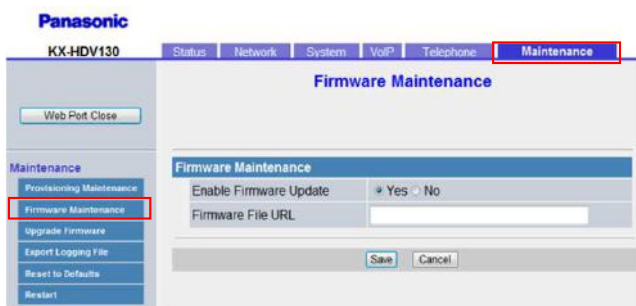 Panasonic
KX-HDV130
Status Network System VoIP Telephone Maintenance
Firmware Maintenance
Web Port Close
Maintenance
Provisioning Maintenance
Firmware Maintenance
Upgrade Firmware
Export Logging File
Reset to Defaults
Restart
Firmware Maintenance
Enable Firmware Update Yes No
Firmware File URL
Save Cancel